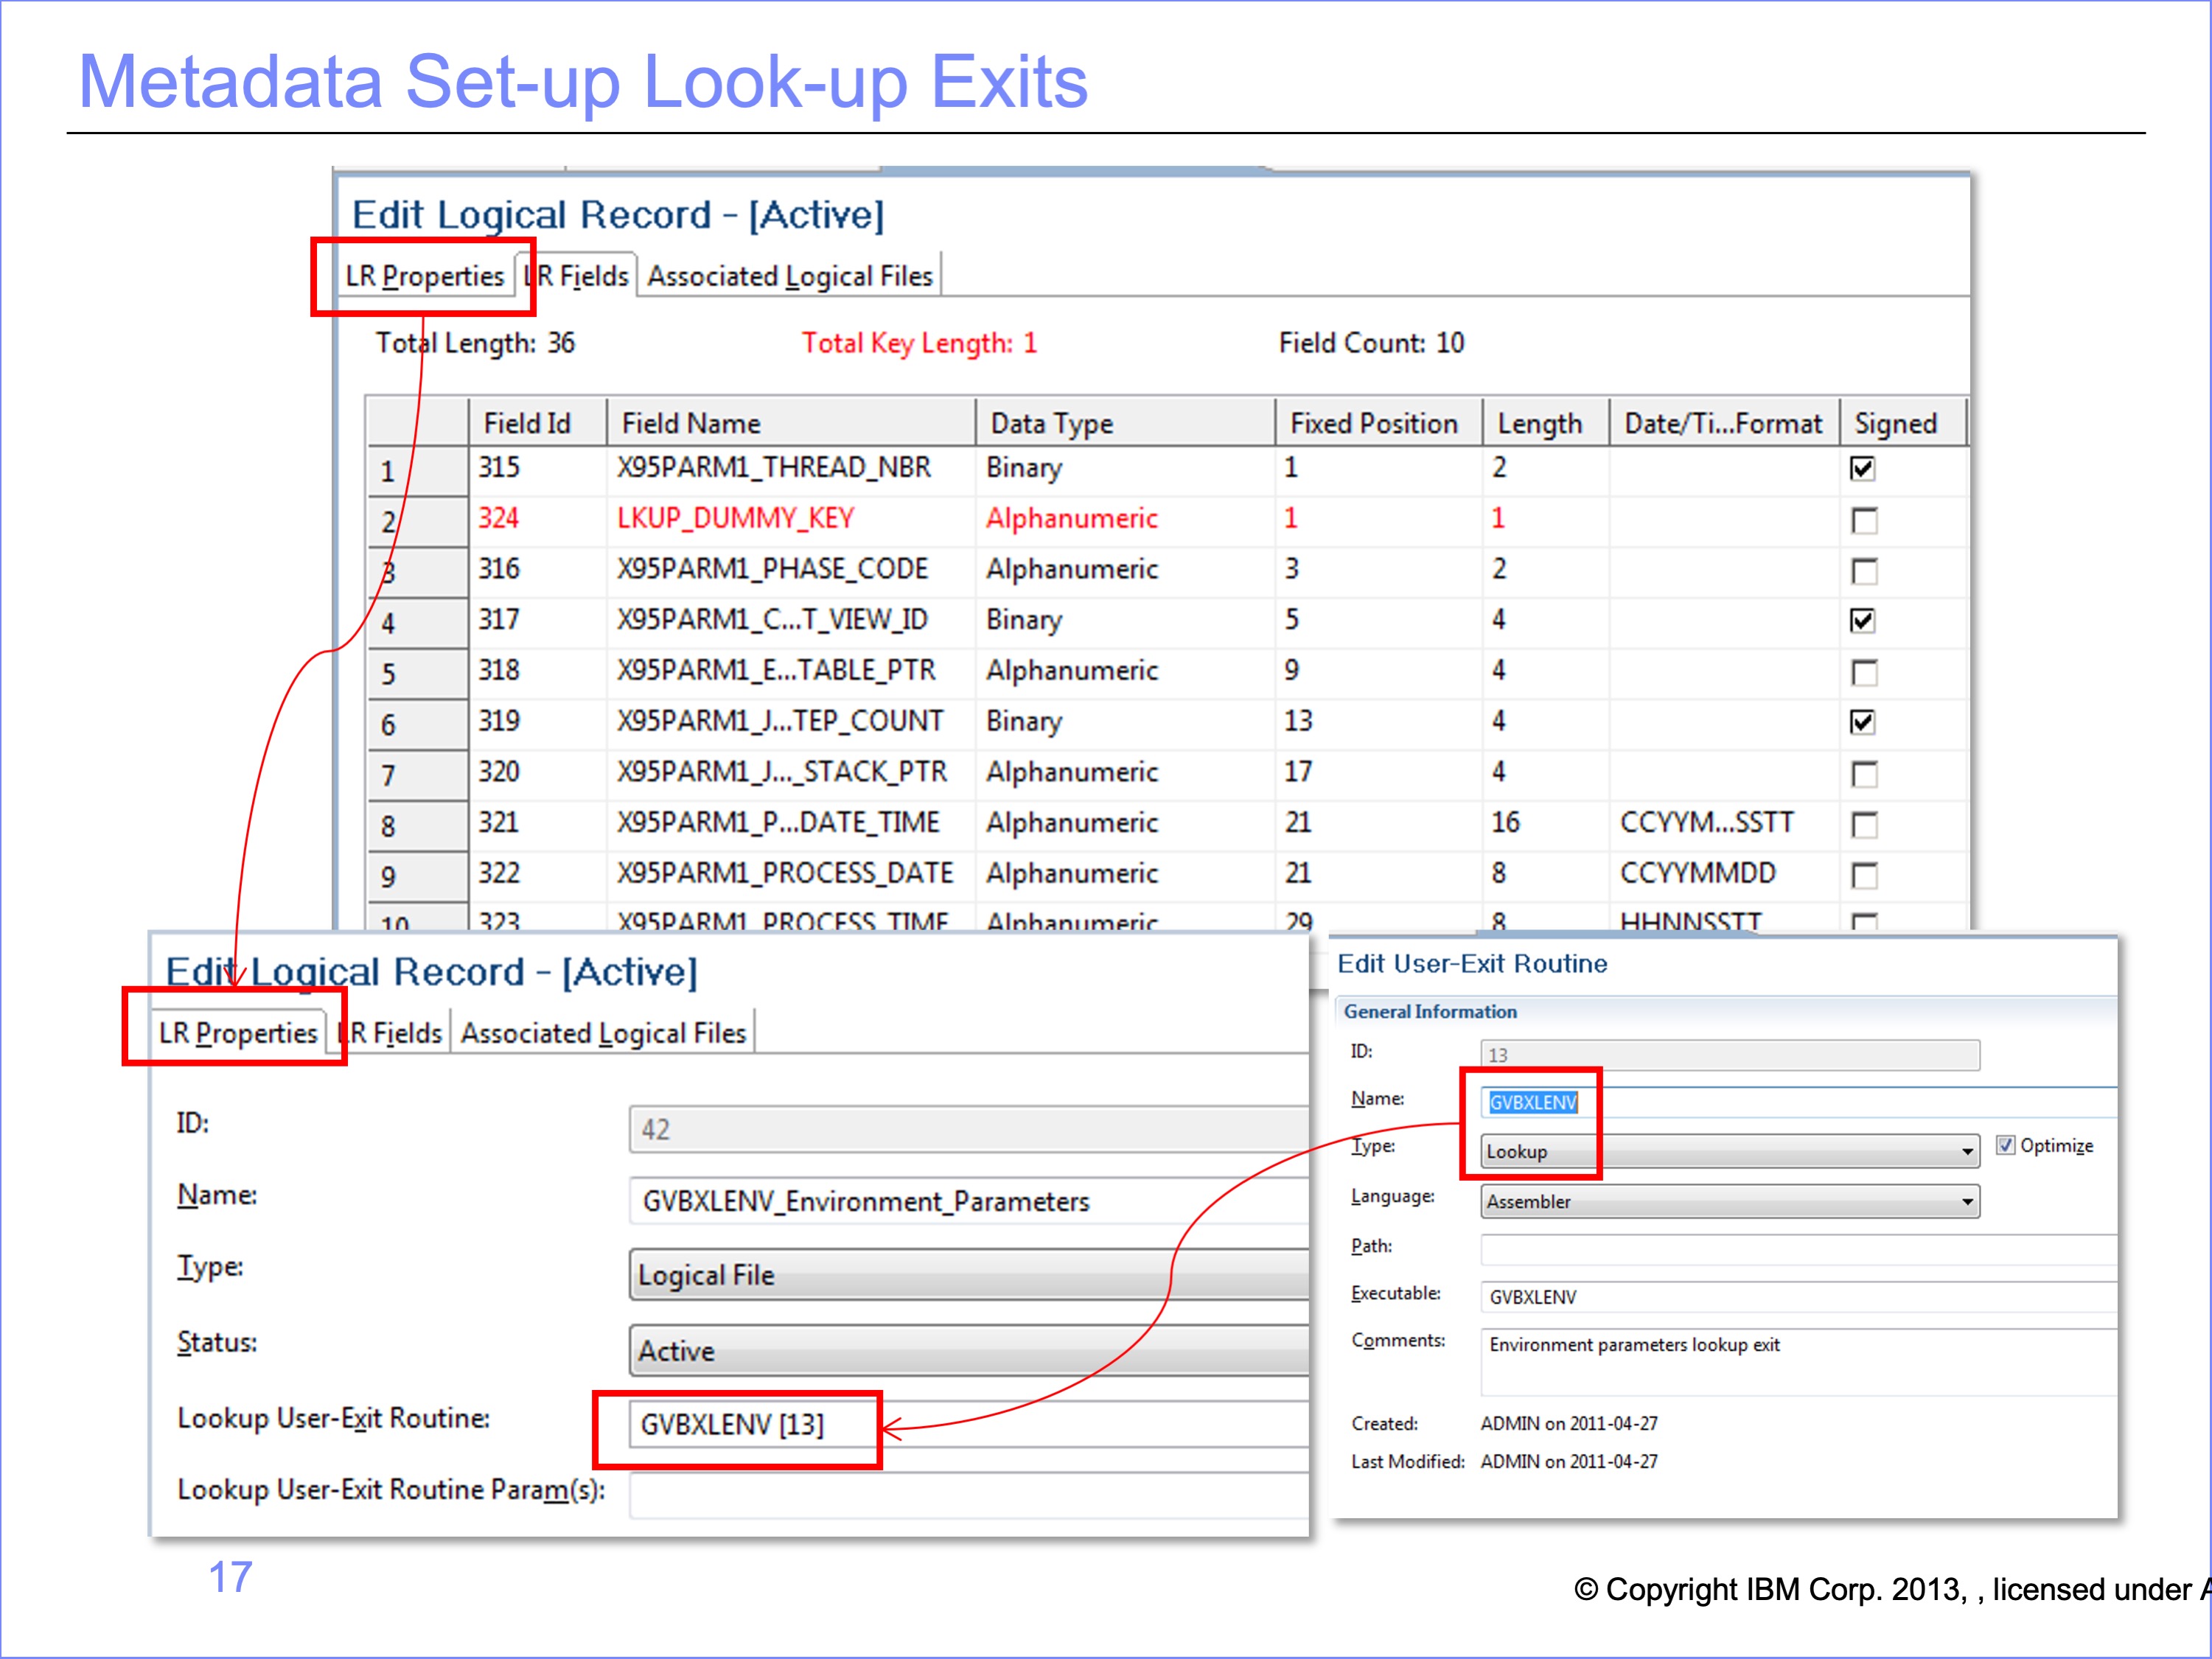 Metadata Set-up Look-up Exits
Edit Logical Record - [Active]
LR Properties LR Fields Associated Logical Files
Total Length: 36 Total Key Length: 1 Field Count: 10
Field Id Field Name Data Type Fixed Position Length Date/Ti...Format Signed
1 315 X95PARM1_THREAD_NBR Binary 1 2
2 324 LKUP_DUMMY_KEY Alphanumeric 1 1
3 316 X95PARM1_PHASE_CODE Alphanumeric 3 2
4 317 X95PARM1_C...T_VIEW_ID Binary 5 4
5 318 X95PARM1_E...TABLE_PTR Alphanumeric 9 4
6 319 X95PARM1_J...TEP_COUNT Binary 13 4
7 320 X95PARM1_J..._STACK_PTR Alphanumeric 17 4
8 321 X95PARM1_P...DATE_TIME Alphanumeric 21 16 CCYYM...SSTT
9 322 X95PARM1_PROCESS_DATE Alphanumeric 21 8 CCYYMMDD
10 323 X95PARM1_PROCESS_TIME Alphanumeric 29 8 HHNNSSTT
Edit Logical Record - [Active]
LR Properties LR Fields Associated Logical Files
ID: 42
Name: GVBXLENV_Environment_Parameters
Type: Logical File
Status: Active
Lookup User-Exit Routine: GVBXLENV [13]
Lookup User-Exit Routine Param(s):
Edit User-Exit Routine
General Information
ID: 13
Name: GVBXLENV
Type: Lookup Optimize
Language: Assembler
Path:
Executable: GVBXLENV
Comments: Environment parameters lookup exit
Created: ADMIN on 2011-04-27
Last Modified: ADMIN on 2011-04-27
17
© Copyright IBM Corp. 2013, , licensed under